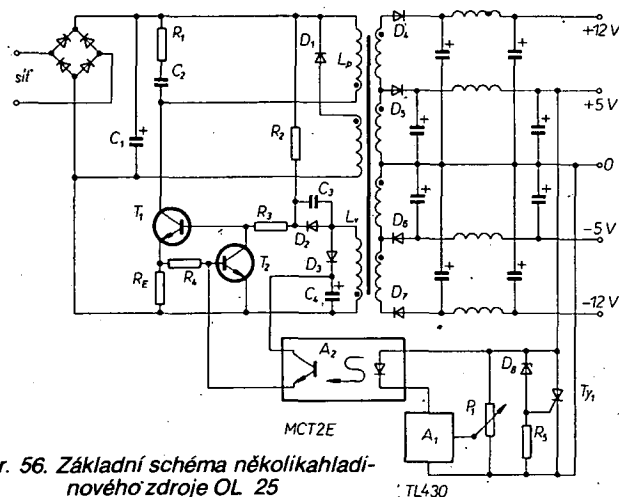 síť
R₁
C₂
C₁
+
D₁
Lₚ
R₂
T₁
R_E
R₄
T₂
R₃
C₃
D₂
D₃
C₄
+
Lᵥ
D₄
D₅
D₆
D₇
+
+
+
+
+
+
+
+
+12 V
+5 V
0
−5 V
−12 V
A₂
MCT2E
A₁
TL430
P₁
D₈
R₅
Ty₁
r. 56. Základní schéma několikahladi-
nového zdroje OL 25